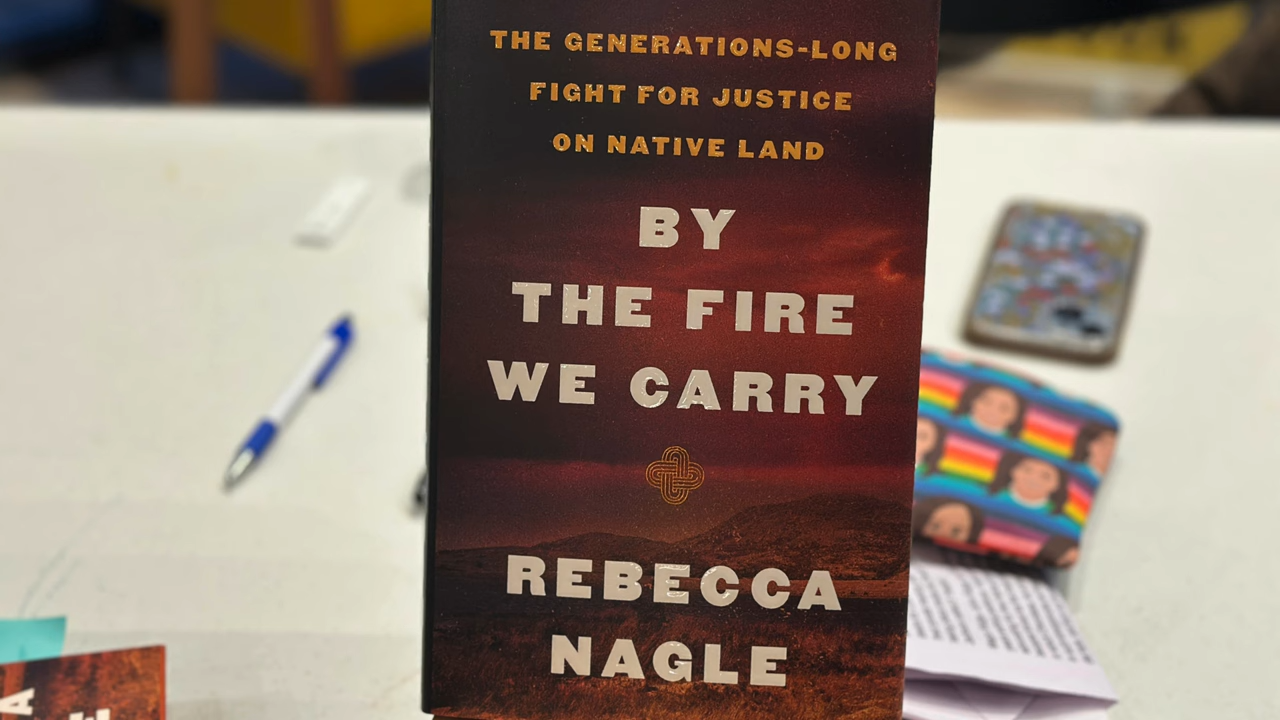 THE GENERATIONS-LONG
FIGHT FOR JUSTICE
ON NATIVE LAND
BY
THE FIRE
WE CARRY
REBECCA
NAGLE